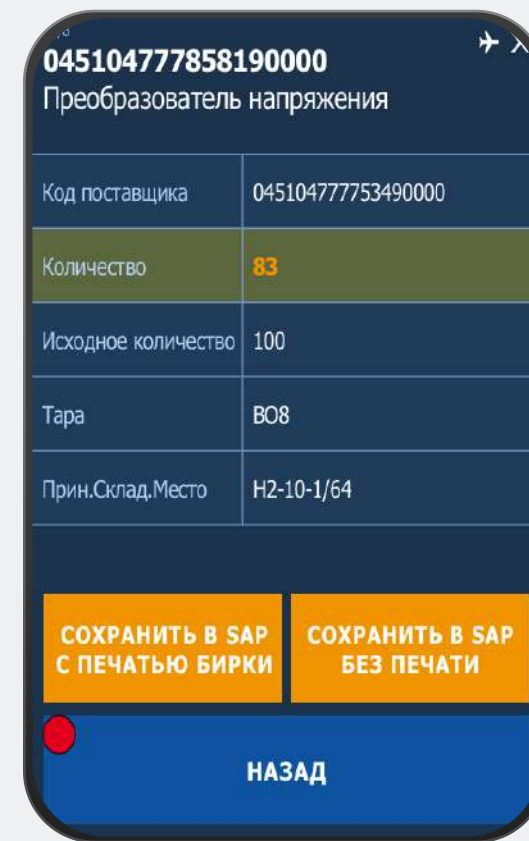 045104777858190000
Преобразователь напряжения
Код поставщика 045104777753490000
Количество 83
Исходное количество 100
Тара BO8
Прин.Склад.Место H2-10-1/64
СОХРАНИТЬ В SAP
С ПЕЧАТЬЮ БИРКИ
СОХРАНИТЬ В SAP
БЕЗ ПЕЧАТИ
НАЗАД